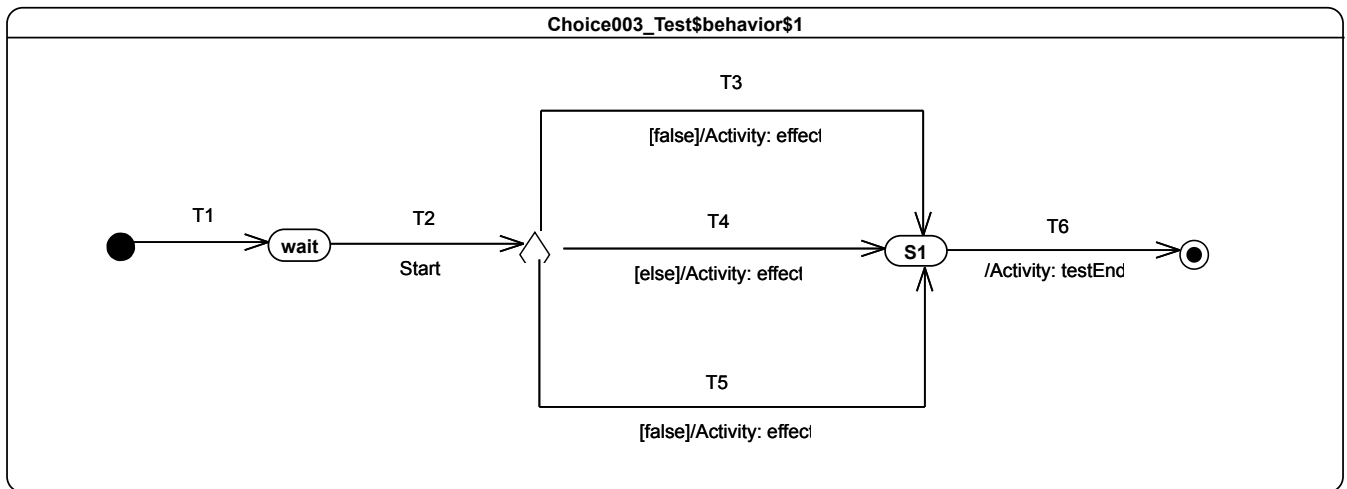 Choice003_Test$behavior$1
T3
[false]/Activity: effect
T1
T2
T4
T6
wait
S1
Start
[else]/Activity: effect
/Activity: testEnd
T5
[false]/Activity: effect